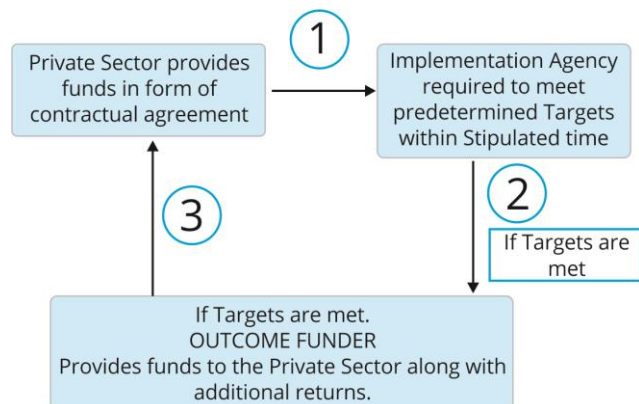 1
Private Sector provides
funds in form of
contractual agreement
Implementation Agency
required to meet
predetermined Targets
within Stipulated time
2
If Targets are
met
3
If Targets are met.
OUTCOME FUNDER
Provides funds to the Private Sector along with
additional returns.